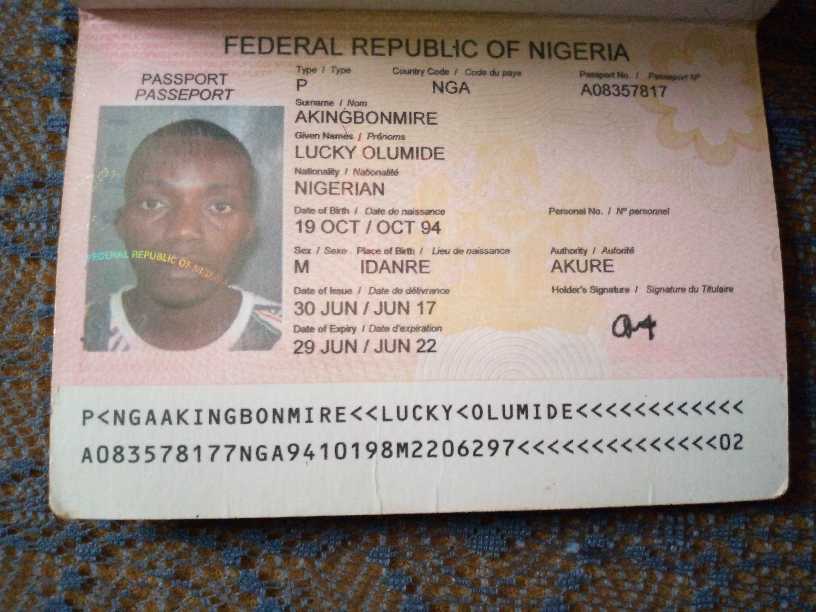 FEDERAL REPUBLIC OF NIGERIA
PASSPORT
PASSEPORT
Type / Type Country Code / Code du pays Passport No. / Passeport N°
P NGA A08357817
Surname / Nom
AKINGBONMIRE
Given Names / Prénoms
LUCKY OLUMIDE
Nationality / Nationalité
NIGERIAN
Date of Birth / Date de naissance Personal No. / N° personnel
19 OCT / OCT 94
Sex / Sexe Place of Birth / Lieu de naissance Authority / Autorité
M IDANRE AKURE
Date of Issue / Date de délivrance Holder's Signature / Signature du Titulaire
30 JUN / JUN 17
Date of Expiry / Date d'expiration
29 JUN / JUN 22
FEDERAL REPUBLIC OF
P<NGAAKINGBONMIRE<<LUCKY<OLUMIDE<<<<<<<<<<<<
A083578177NGA9410198M2206297<<<<<<<<<<<<<<02